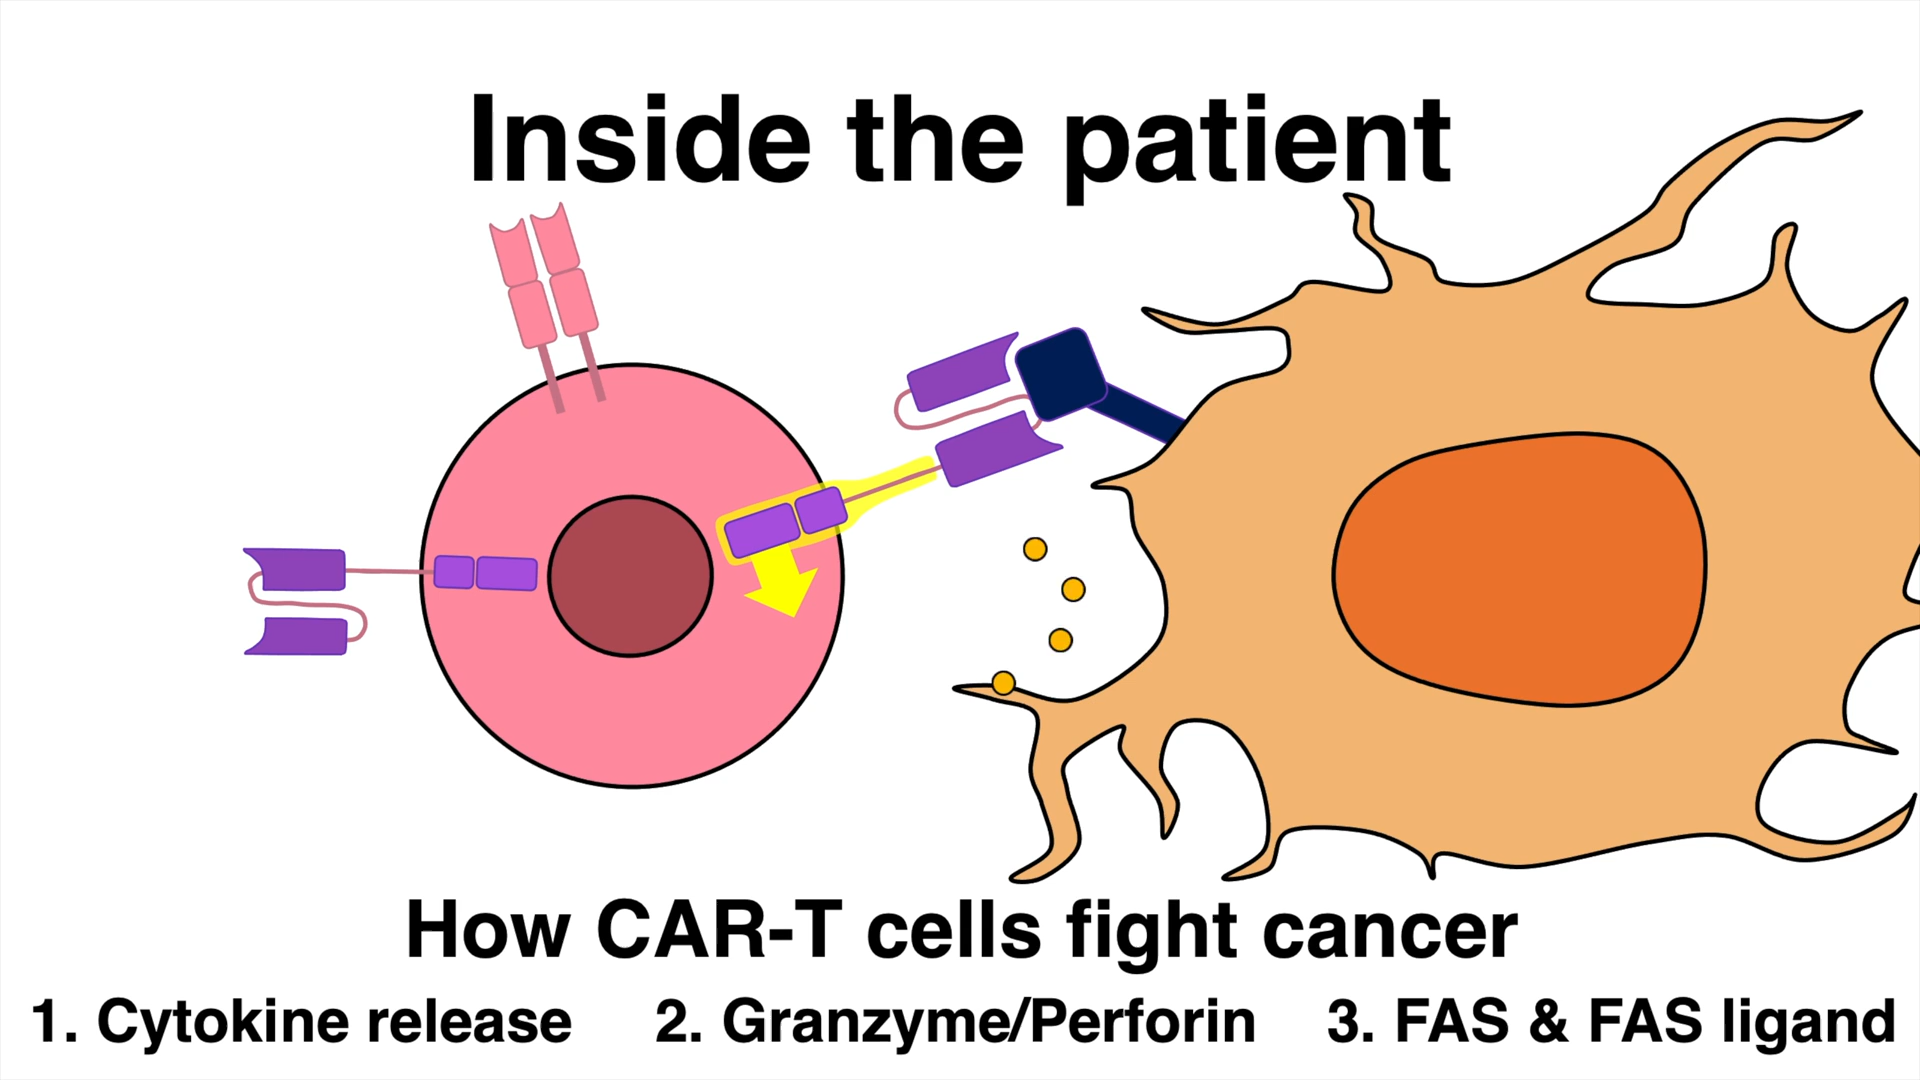 Inside the patient
How CAR-T cells fight cancer
1. Cytokine release 2. Granzyme/Perforin 3. FAS & FAS ligand